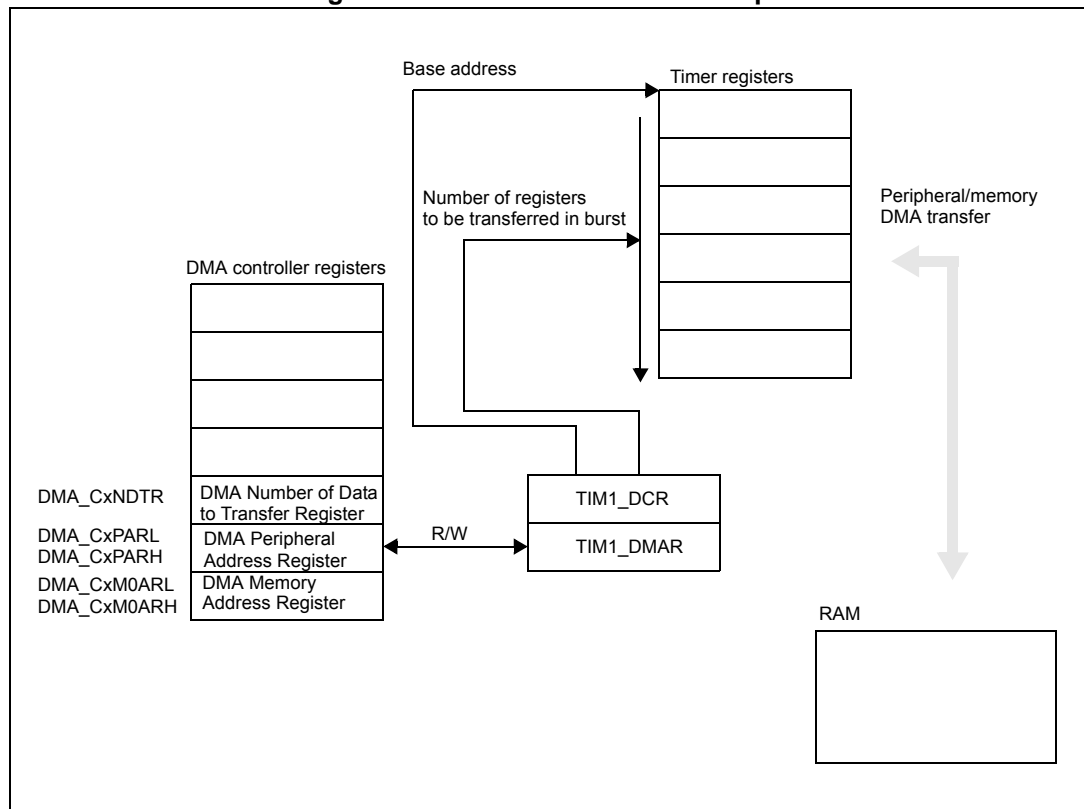 Base address
Timer registers
Number of registers
to be transferred in burst
Peripheral/memory
DMA transfer
DMA controller registers
DMA_CxNDTR
DMA Number of Data
to Transfer Register
TIM1_DCR
DMA_CxPARL
DMA_CxPARH
DMA Peripheral
Address Register
R/W
TIM1_DMAR
DMA_CxM0ARL
DMA_CxM0ARH
DMA Memory
Address Register
RAM